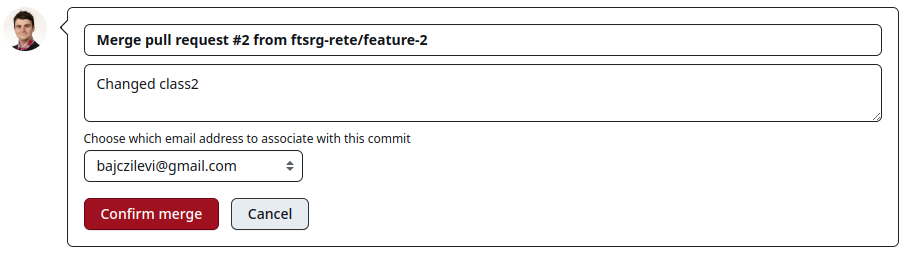 Merge pull request #2 from ftsrg-rete/feature-2
Changed class2
Choose which email address to associate with this commit
bajczilevi@gmail.com
Confirm merge
Cancel